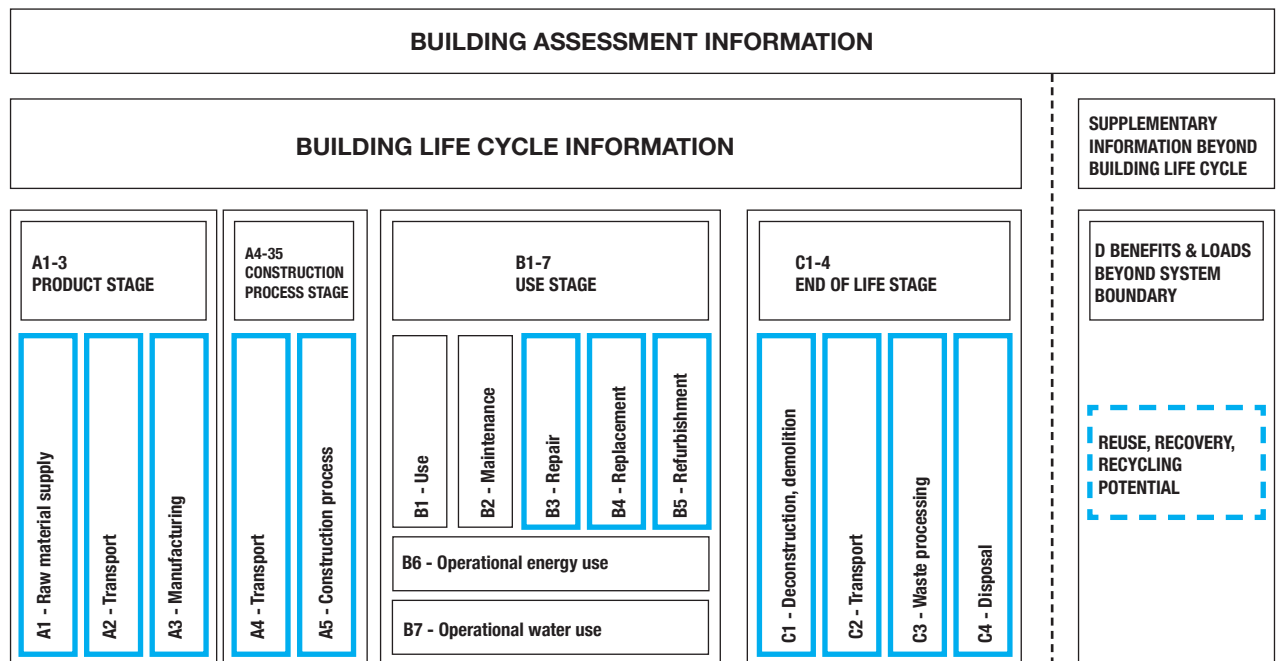 BUILDING ASSESSMENT INFORMATION
BUILDING LIFE CYCLE INFORMATION
SUPPLEMENTARY
INFORMATION BEYOND
BUILDING LIFE CYCLE
A1-3
PRODUCT STAGE
A4-35
CONSTRUCTION
PROCESS STAGE
B1-7
USE STAGE
C1-4
END OF LIFE STAGE
D BENEFITS & LOADS
BEYOND SYSTEM
BOUNDARY
A1 - Raw material supply
A2 - Transport
A3 - Manufacturing
A4 - Transport
A5 - Construction process
B1 - Use
B2 - Maintenance
B3 - Repair
B4 - Replacement
B5 - Refurbishment
B6 - Operational energy use
B7 - Operational water use
C1 - Deconstruction, demolition
C2 - Transport
C3 - Waste processing
C4 - Disposal
REUSE, RECOVERY,
RECYCLING
POTENTIAL